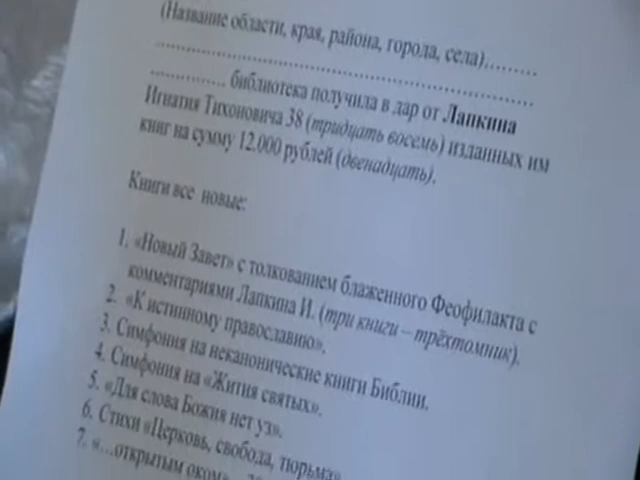 (Название области, края, района, города, села).........
..............................................................
............. библиотека получила в дар от Лапкина
Игнатия Тихоновича 38 (тридцать восемь) изданных им
книг на сумму 12.000 рублей (двенадцать).
Книги все новые:
1. «Новый Завет» с толкованием блаженного Феофилакта с
комментариями Лапкина И. (три книги – трёхтомник).
2. «К истинному православию».
3. Симфония на неканонические книги Библии.
4. Симфония на «Жития святых».
5. «Для слова Божия нет уз».
6. Стихи «Церковь, свобода, тюрьма»
7. «...открытым оком»